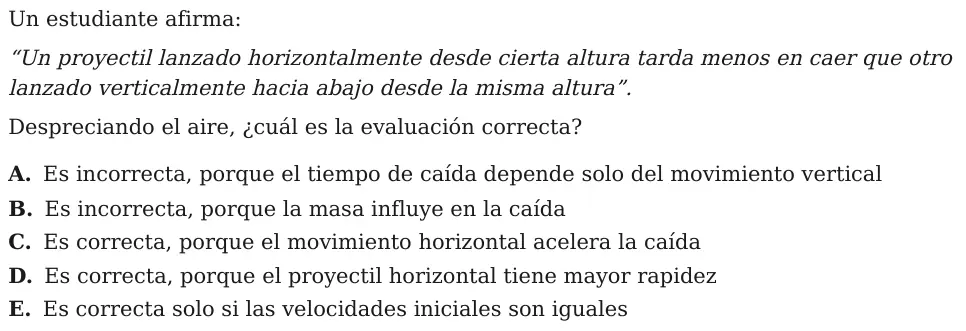 Un estudiante afirma:
“Un proyectil lanzado horizontalmente desde cierta altura tarda menos en caer que otro
lanzado verticalmente hacia abajo desde la misma altura”.
Despreciando el aire, ¿cuál es la evaluación correcta?
A. Es incorrecta, porque el tiempo de caída depende solo del movimiento vertical
B. Es incorrecta, porque la masa influye en la caída
C. Es correcta, porque el movimiento horizontal acelera la caída
D. Es correcta, porque el proyectil horizontal tiene mayor rapidez
E. Es correcta solo si las velocidades iniciales son iguales